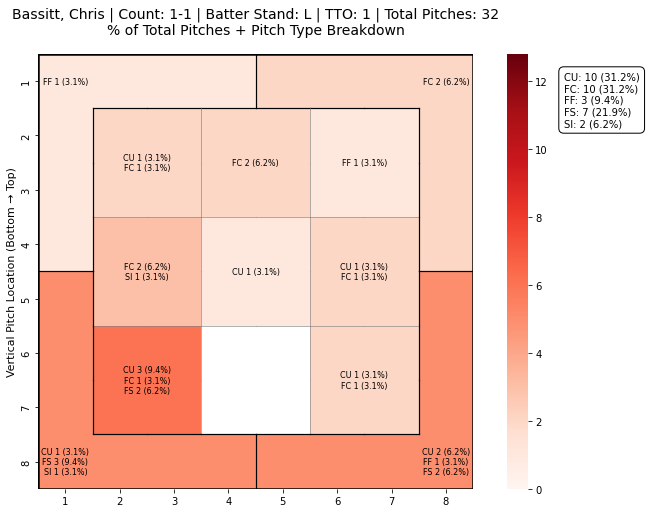 Bassitt, Chris | Count: 1-1 | Batter Stand: L | TTO: 1 | Total Pitches: 32
% of Total Pitches + Pitch Type Breakdown
FF 1 (3.1%)
FC 2 (6.2%)
CU 1 (3.1%)
FC 1 (3.1%)
FC 2 (6.2%)
FF 1 (3.1%)
FC 2 (6.2%)
SI 1 (3.1%)
CU 1 (3.1%)
CU 1 (3.1%)
FC 1 (3.1%)
CU 3 (9.4%)
FC 1 (3.1%)
FS 2 (6.2%)
CU 1 (3.1%)
FC 1 (3.1%)
CU 1 (3.1%)
FS 3 (9.4%)
SI 1 (3.1%)
CU 2 (6.2%)
FF 1 (3.1%)
FS 2 (6.2%)
Vertical Pitch Location (Bottom → Top)
1
2
3
4
5
6
7
8
1
2
3
4
5
6
7
8
12
10
8
6
4
2
0
CU: 10 (31.2%)
FC: 10 (31.2%)
FF: 3 (9.4%)
FS: 7 (21.9%)
SI: 2 (6.2%)